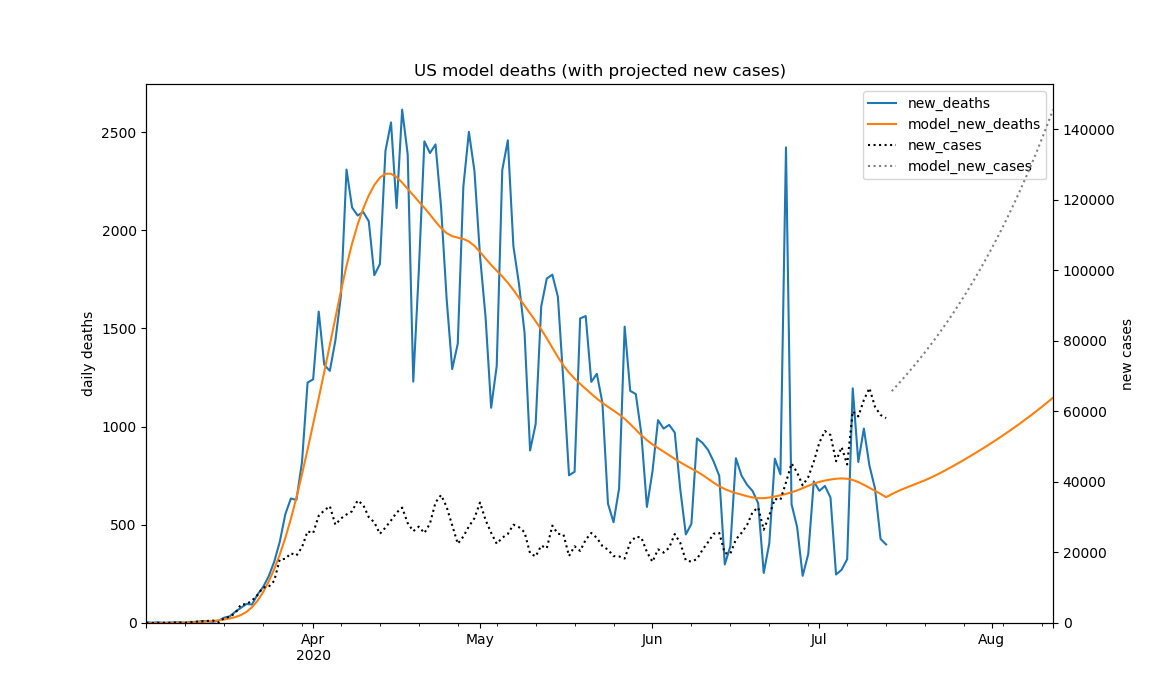 US model deaths (with projected new cases)
new_deaths
model_new_deaths
new_cases
model_new_cases
daily deaths
2500
2000
1500
1000
500
0
140000
120000
100000
80000
60000
40000
20000
0
new cases
Apr
2020
May
Jun
Jul
Aug